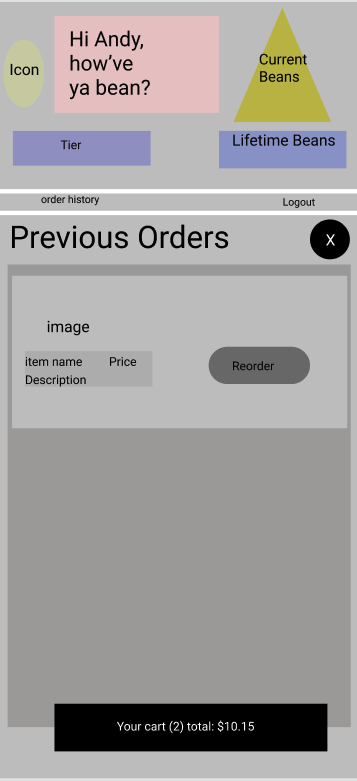 Icon
Hi Andy,
how’ve
ya bean?
Current
Beans
Tier
Lifetime Beans
order history
Logout
Previous Orders
X
image
item name
Price
Description
Reorder
Your cart (2) total: $10.15